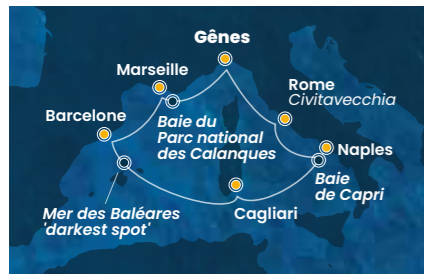 Gênes
Marseille
Rome
Civitavecchia
Barcelone
Baie du
Parc national
des Calanques
Naples
Baie
de Capri
Mer des Baléares
'darkest spot'
Cagliari